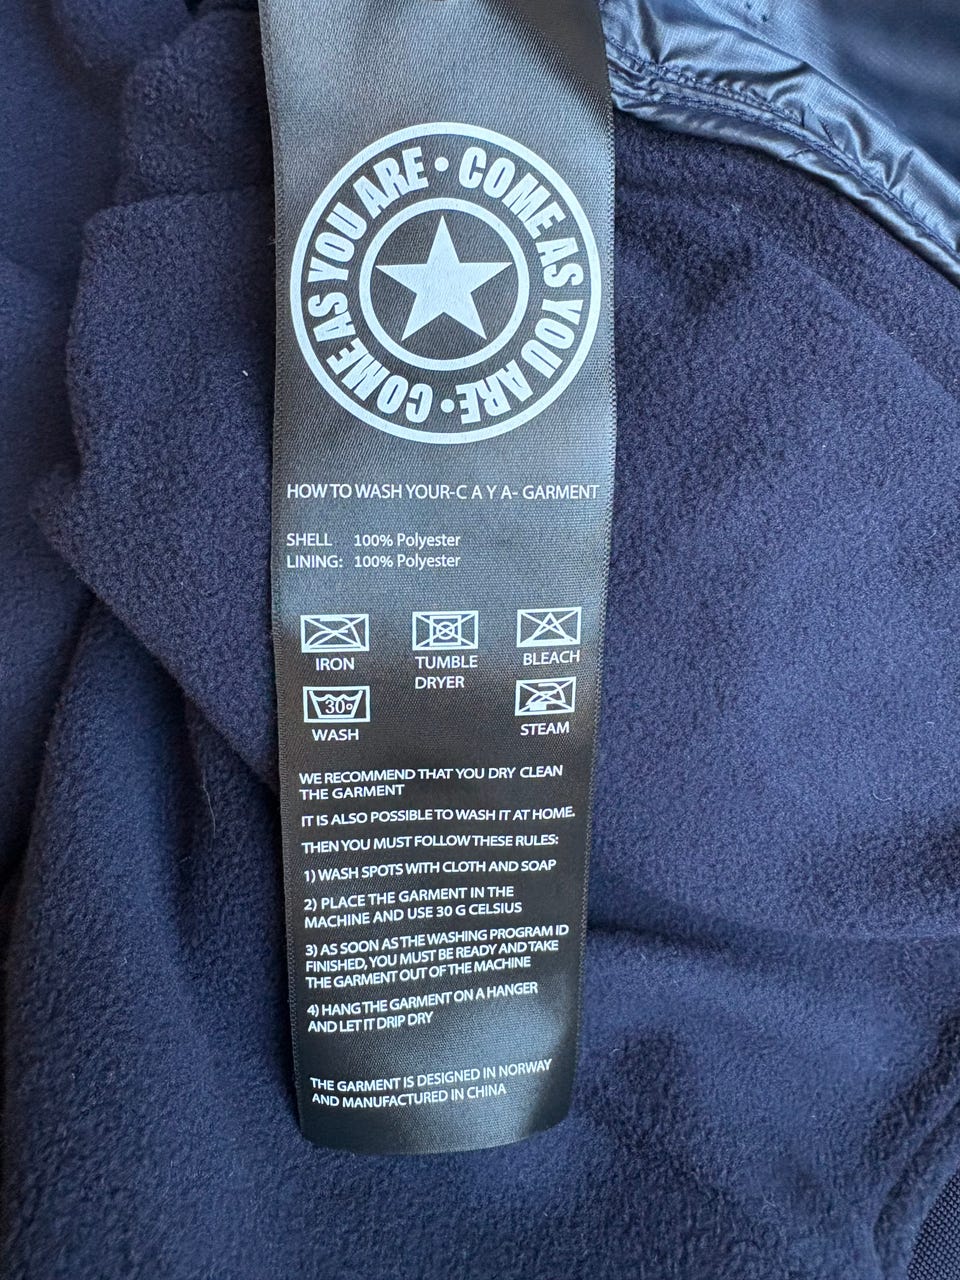 COME AS YOU ARE • COME AS YOU ARE •
HOW TO WASH YOUR-C A Y A- GARMENT
SHELL 100% Polyester
LINING: 100% Polyester
IRON
TUMBLE
DRYER
BLEACH
30°
WASH
STEAM
WE RECOMMEND THAT YOU DRY CLEAN
THE GARMENT
IT IS ALSO POSSIBLE TO WASH IT AT HOME.
THEN YOU MUST FOLLOW THESE RULES:
1) WASH SPOTS WITH CLOTH AND SOAP
2) PLACE THE GARMENT IN THE
MACHINE AND USE 30 G CELSIUS
3) AS SOON AS THE WASHING PROGRAM ID
FINISHED, YOU MUST BE READY AND TAKE
THE GARMENT OUT OF THE MACHINE
4) HANG THE GARMENT ON A HANGER
AND LET IT DRIP DRY
THE GARMENT IS DESIGNED IN NORWAY
AND MANUFACTURED IN CHINA